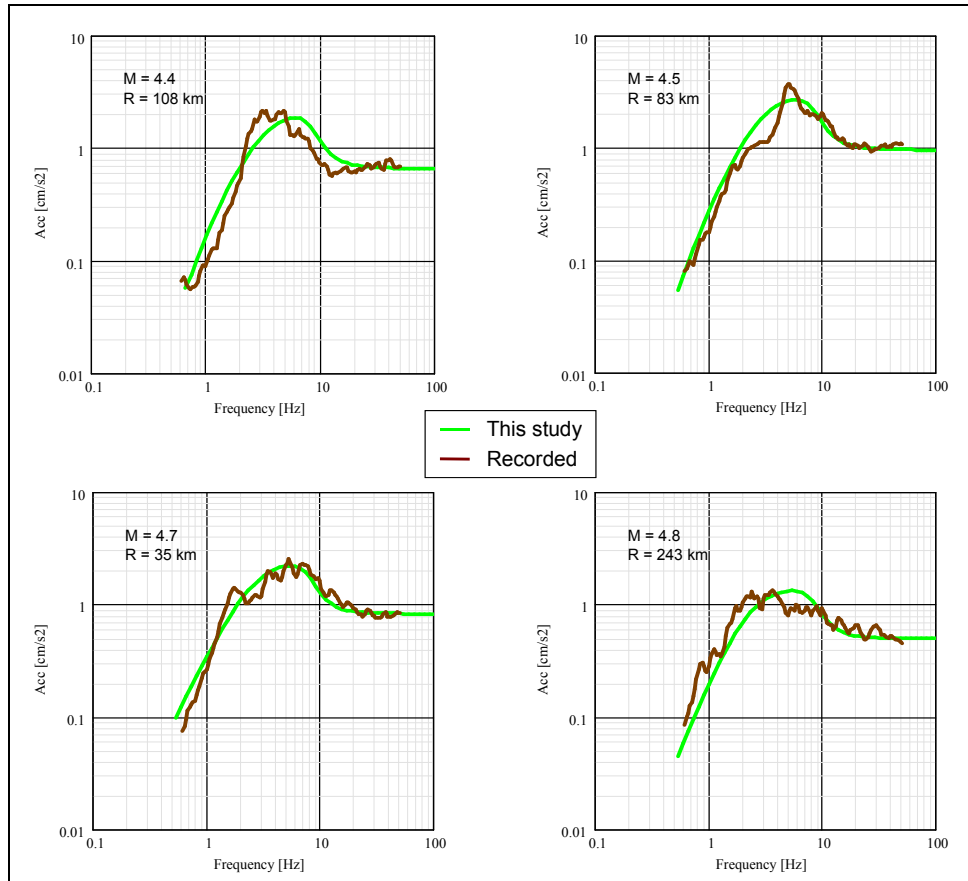 10
M = 4.4
R = 108 km
1
Acc [cm/s2]
0.1
0.01
0.1
1
10
100
Frequency [Hz]
10
M = 4.5
R = 83 km
1
Acc [cm/s2]
0.1
0.01
0.1
1
10
100
Frequency [Hz]
This study
Recorded
10
M = 4.7
R = 35 km
1
Acc [cm/s2]
0.1
0.01
0.1
1
10
100
Frequency [Hz]
10
M = 4.8
R = 243 km
1
Acc [cm/s2]
0.1
0.01
0.1
1
10
100
Frequency [Hz]